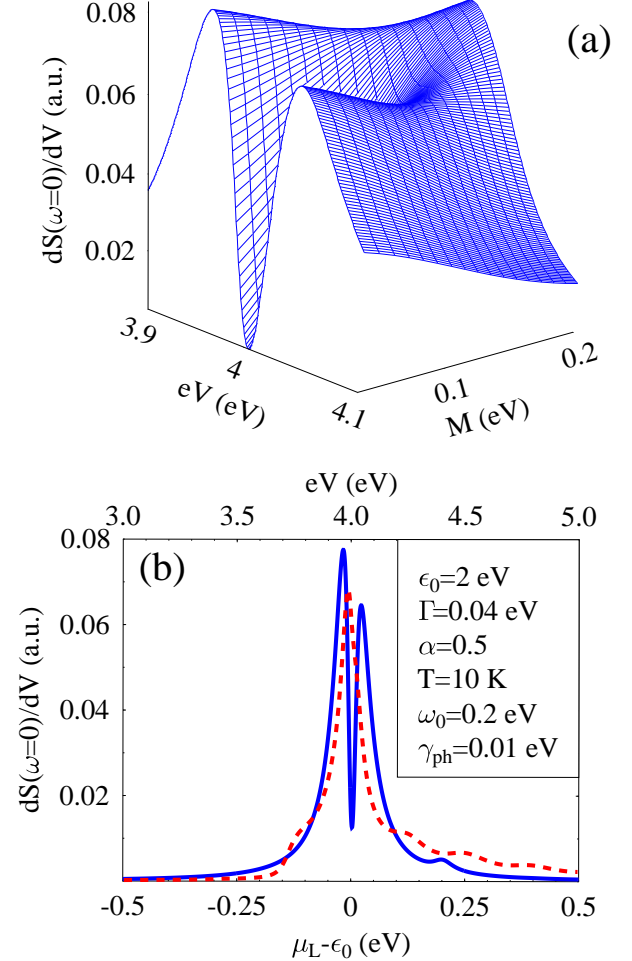 (a)
dS(ω=0)/dV (a.u.)
0.08
0.06
0.04
0.02
3.9
4
4.1
eV (eV)
0.1
0.2
M (eV)
eV (eV)
3.0 3.5 4.0 4.5 5.0
(b)
dS(ω=0)/dV (a.u.)
0.08
0.06
0.04
0.02
ϵ₀=2 eV
Γ=0.04 eV
α=0.5
T=10 K
ω₀=0.2 eV
γₚₕ=0.01 eV
-0.5 -0.25 0 0.25 0.5
μ_L-ϵ₀ (eV)